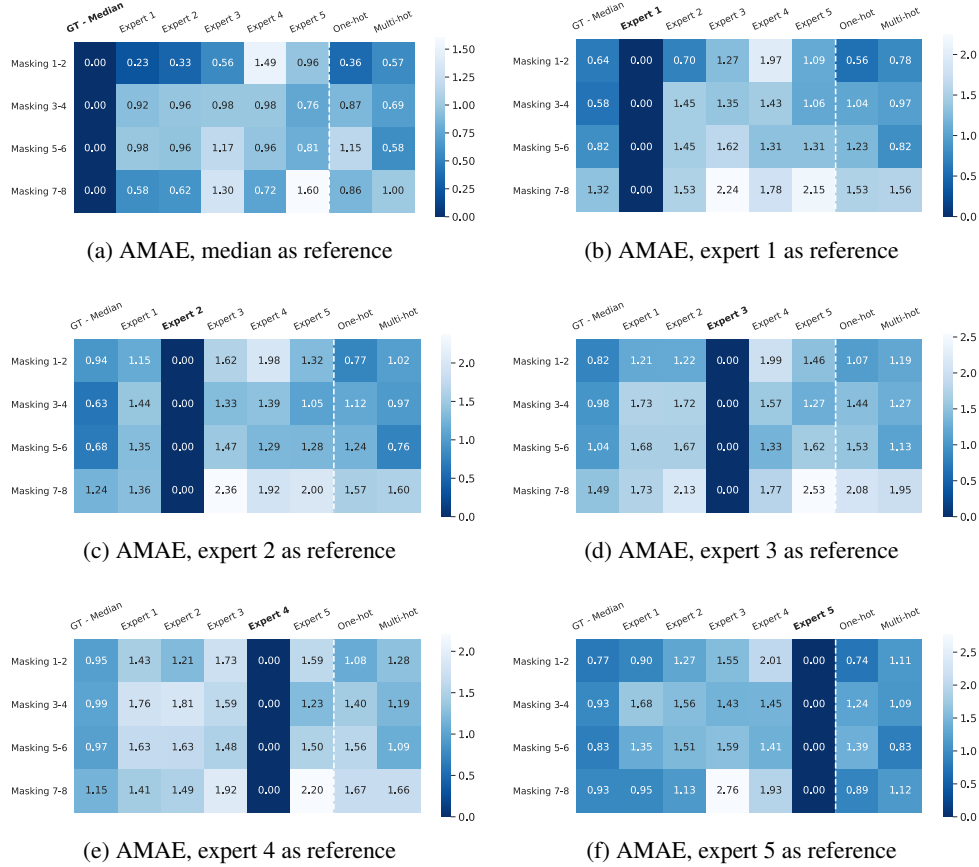 GT - Median Expert 1 Expert 2 Expert 3 Expert 4 Expert 5 One-hot Multi-hot
Masking 1-2 0.00 0.23 0.33 0.56 1.49 0.96 0.36 0.57
Masking 3-4 0.00 0.92 0.96 0.98 0.98 0.76 0.87 0.69
Masking 5-6 0.00 0.98 0.96 1.17 0.96 0.81 1.15 0.58
Masking 7-8 0.00 0.58 0.62 1.30 0.72 1.60 0.86 1.00
1.50
1.25
1.00
0.75
0.50
0.25
0.00
(a) AMAE, median as reference
GT - Median Expert 1 Expert 2 Expert 3 Expert 4 Expert 5 One-hot Multi-hot
Masking 1-2 0.64 0.00 0.70 1.27 1.97 1.09 0.56 0.78
Masking 3-4 0.58 0.00 1.45 1.35 1.43 1.06 1.04 0.97
Masking 5-6 0.82 0.00 1.45 1.62 1.31 1.31 1.23 0.82
Masking 7-8 1.32 0.00 1.53 2.24 1.78 2.15 1.53 1.56
2.0
1.5
1.0
0.5
0.0
(b) AMAE, expert 1 as reference
GT - Median Expert 1 Expert 2 Expert 3 Expert 4 Expert 5 One-hot Multi-hot
Masking 1-2 0.94 1.15 0.00 1.62 1.98 1.32 0.77 1.02
Masking 3-4 0.63 1.44 0.00 1.33 1.39 1.05 1.12 0.97
Masking 5-6 0.68 1.35 0.00 1.47 1.29 1.28 1.24 0.76
Masking 7-8 1.24 1.36 0.00 2.36 1.92 2.00 1.57 1.60
2.0
1.5
1.0
0.5
0.0
(c) AMAE, expert 2 as reference
GT - Median Expert 1 Expert 2 Expert 3 Expert 4 Expert 5 One-hot Multi-hot
Masking 1-2 0.82 1.21 1.22 0.00 1.99 1.46 1.07 1.19
Masking 3-4 0.98 1.73 1.72 0.00 1.57 1.27 1.44 1.27
Masking 5-6 1.04 1.68 1.67 0.00 1.33 1.62 1.53 1.13
Masking 7-8 1.49 1.73 2.13 0.00 1.77 2.53 2.08 1.95
2.5
2.0
1.5
1.0
0.5
0.0
(d) AMAE, expert 3 as reference
GT - Median Expert 1 Expert 2 Expert 3 Expert 4 Expert 5 One-hot Multi-hot
Masking 1-2 0.95 1.43 1.21 1.73 0.00 1.59 1.08 1.28
Masking 3-4 0.99 1.76 1.81 1.59 0.00 1.23 1.40 1.19
Masking 5-6 0.97 1.63 1.63 1.48 0.00 1.50 1.56 1.09
Masking 7-8 1.15 1.41 1.49 1.92 0.00 2.20 1.67 1.66
2.0
1.5
1.0
0.5
0.0
(e) AMAE, expert 4 as reference
GT - Median Expert 1 Expert 2 Expert 3 Expert 4 Expert 5 One-hot Multi-hot
Masking 1-2 0.77 0.90 1.27 1.55 2.01 0.00 0.74 1.11
Masking 3-4 0.93 1.68 1.56 1.43 1.45 0.00 1.24 1.09
Masking 5-6 0.83 1.35 1.51 1.59 1.41 0.00 1.39 0.83
Masking 7-8 0.93 0.95 1.13 2.76 1.93 0.00 0.89 1.12
2.5
2.0
1.5
1.0
0.5
0.0
(f) AMAE, expert 5 as reference